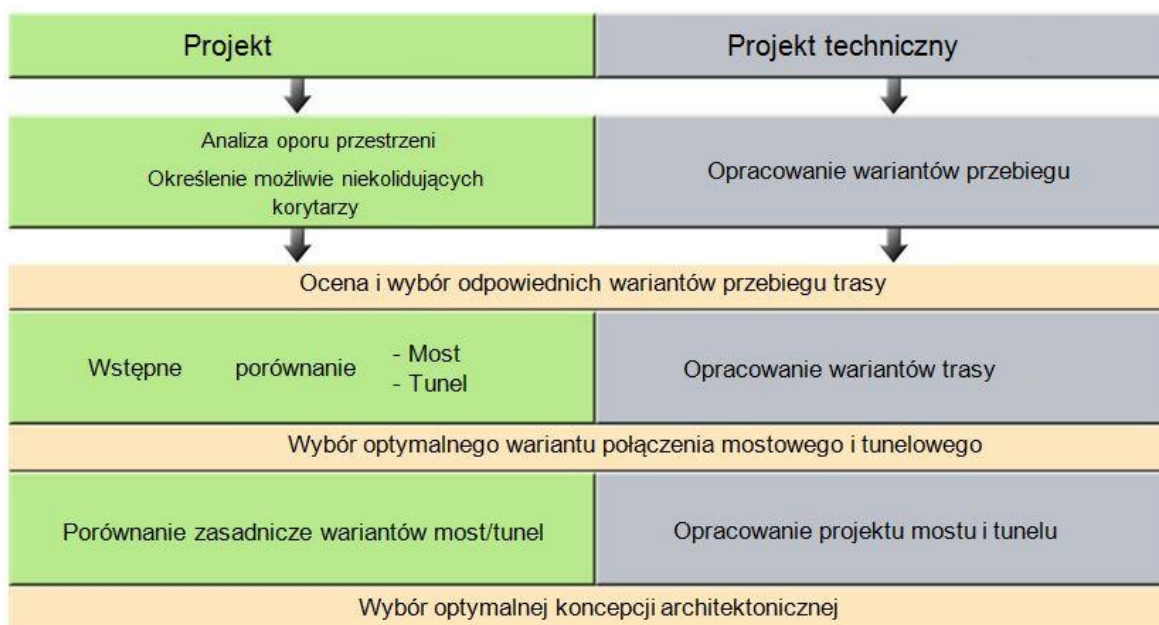 Projekt
Projekt techniczny
Analiza oporu przestrzeni
Określenie możliwie niekolidujących
korytarzy
Opracowanie wariantów przebiegu
Ocena i wybór odpowiednich wariantów przebiegu trasy
Wstępne porównanie - Most
- Tunel
Opracowanie wariantów trasy
Wybór optymalnego wariantu połączenia mostowego i tunelowego
Porównanie zasadnicze wariantów most/tunel
Opracowanie projektu mostu i tunelu
Wybór optymalnej koncepcji architektonicznej